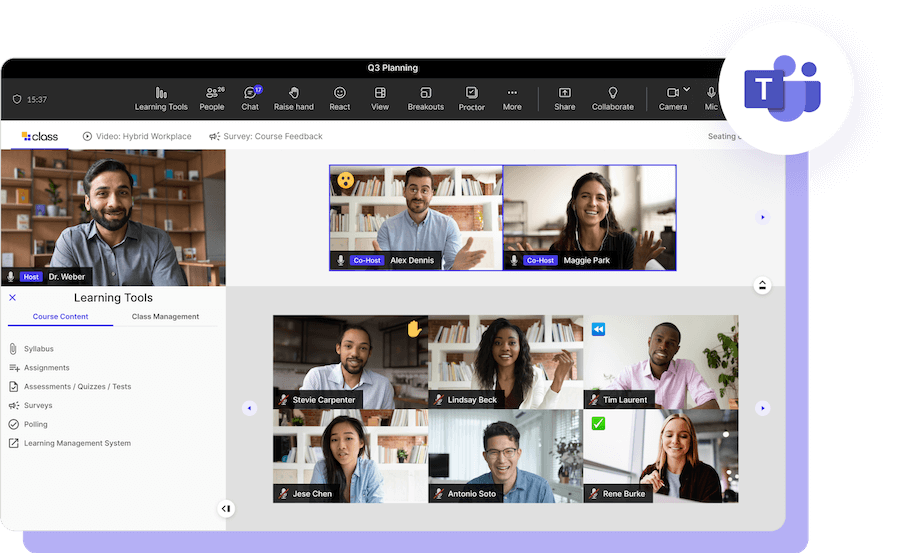 Q3 Planning
15:37
Learning Tools
People 26
Chat 17
Raise hand
React
View
Breakouts
Proctor
More
Share
Collaborate
Camera
Mic
T
class
Video: Hybrid Workplace
Survey: Course Feedback
Seating
Host Dr. Weber
Co-Host Alex Dennis
Co-Host Maggie Park
Learning Tools
Course Content
Class Management
Syllabus
Assignments
Assessments / Quizzes / Tests
Surveys
Polling
Learning Management System
Stevie Carpenter
Lindsay Beck
Tim Laurent
Jese Chen
Antonio Soto
Rene Burke